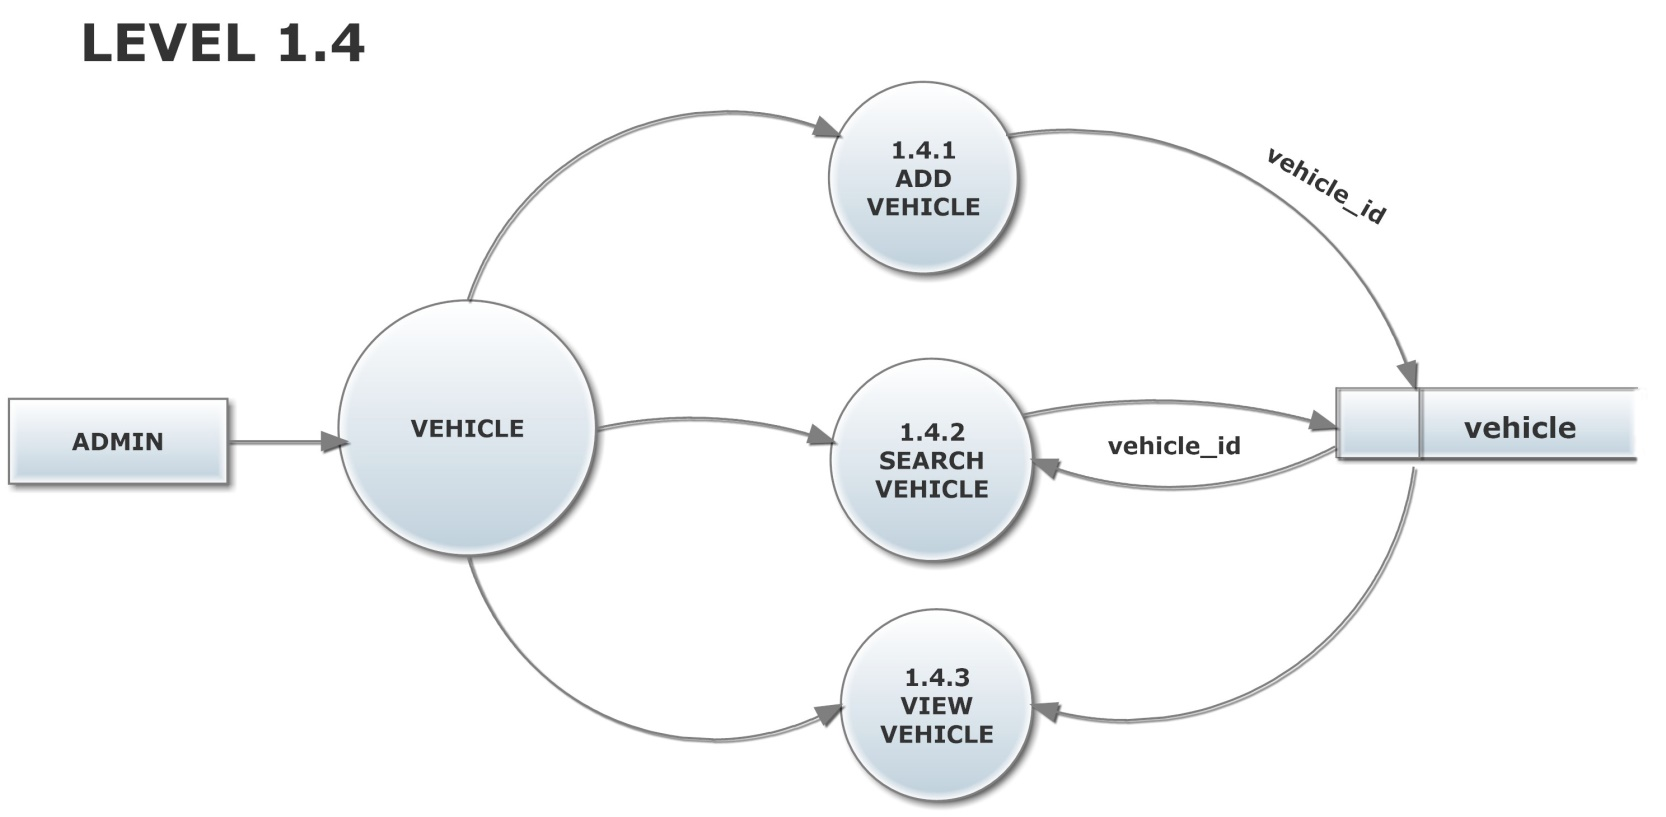 LEVEL 1.4
1.4.1
ADD
VEHICLE
vehicle_id
ADMIN
VEHICLE
1.4.2
SEARCH
VEHICLE
vehicle_id
vehicle
1.4.3
VIEW
VEHICLE